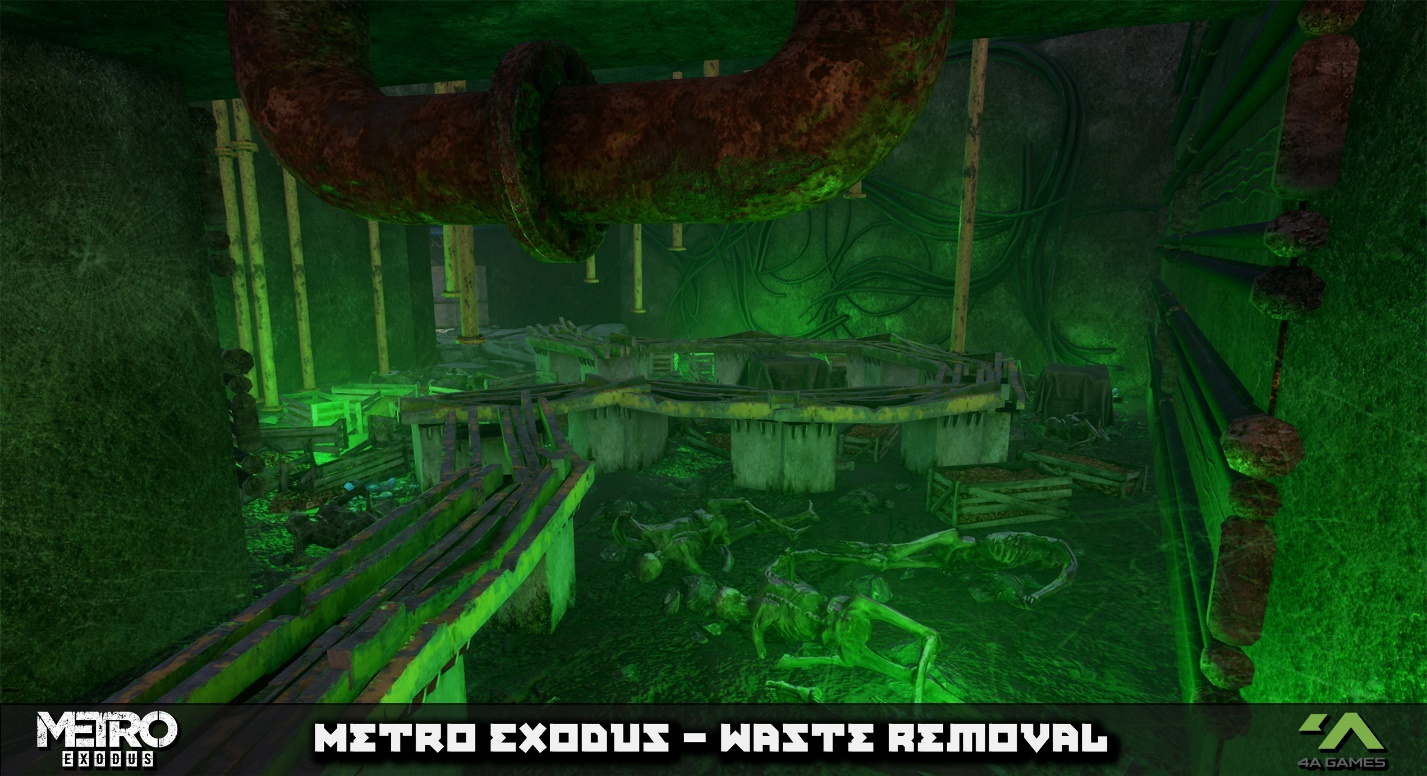 METRO
EXODUS
METRO EXODUS - WASTE REMOVAL
4A GAMES